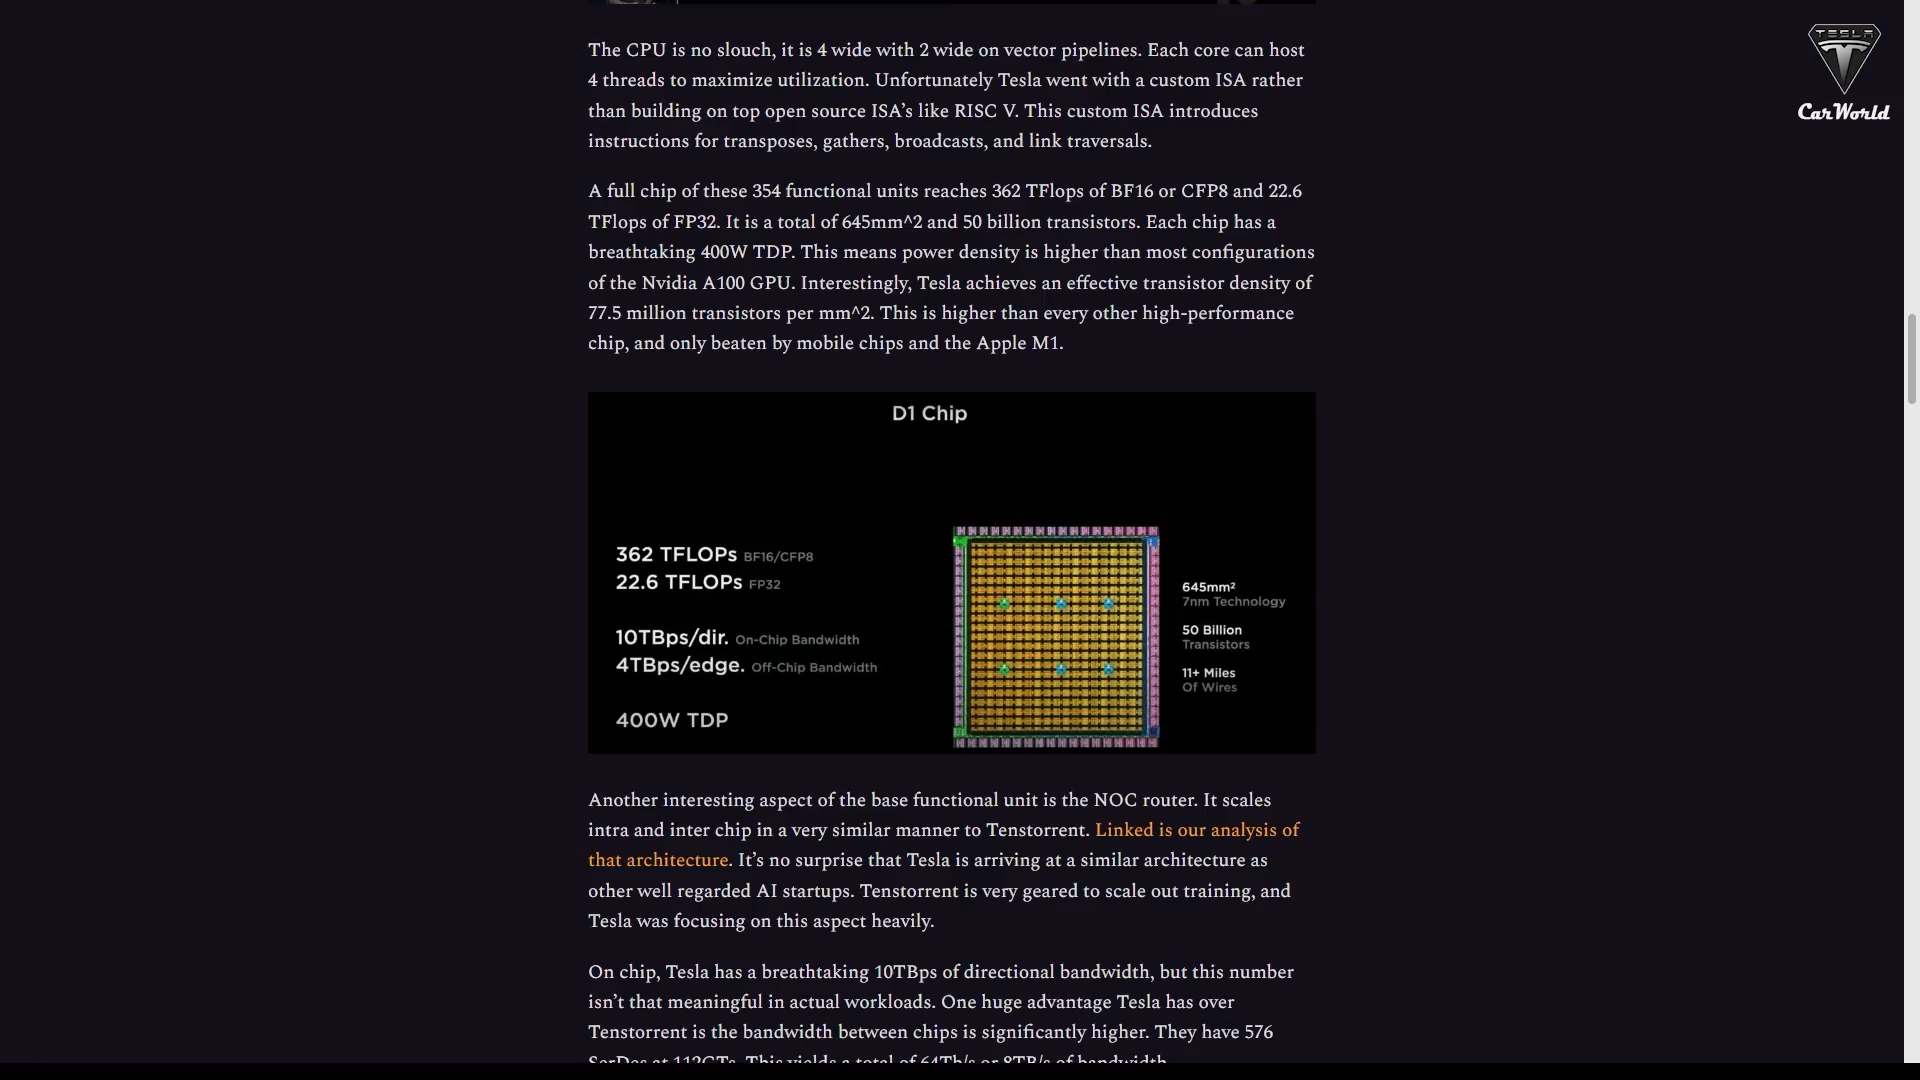 TESLA
CarWorld
The CPU is no slouch, it is 4 wide with 2 wide on vector pipelines. Each core can host
4 threads to maximize utilization. Unfortunately Tesla went with a custom ISA rather
than building on top open source ISA’s like RISC V. This custom ISA introduces
instructions for transposes, gathers, broadcasts, and link traversals.
A full chip of these 354 functional units reaches 362 TFlops of BF16 or CFP8 and 22.6
TFlops of FP32. It is a total of 645mm^2 and 50 billion transistors. Each chip has a
breathtaking 400W TDP. This means power density is higher than most configurations
of the Nvidia A100 GPU. Interestingly, Tesla achieves an effective transistor density of
77.5 million transistors per mm^2. This is higher than every other high-performance
chip, and only beaten by mobile chips and the Apple M1.
D1 Chip
362 TFLOPs BF16/CFP8
22.6 TFLOPs FP32
10TBps/dir. On-Chip Bandwidth
4TBps/edge. Off-Chip Bandwidth
400W TDP
645mm²
7nm Technology
50 Billion
Transistors
11+ Miles
Of Wires
Another interesting aspect of the base functional unit is the NOC router. It scales
intra and inter chip in a very similar manner to Tenstorrent. Linked is our analysis of
that architecture. It’s no surprise that Tesla is arriving at a similar architecture as
other well regarded AI startups. Tenstorrent is very geared to scale out training, and
Tesla was focusing on this aspect heavily.
On chip, Tesla has a breathtaking 10TBps of directional bandwidth, but this number
isn’t that meaningful in actual workloads. One huge advantage Tesla has over
Tenstorrent is the bandwidth between chips is significantly higher. They have 576
SerDes at 112GTs. This yields a total of 64Tb/s or 8TB/s of bandwidth.